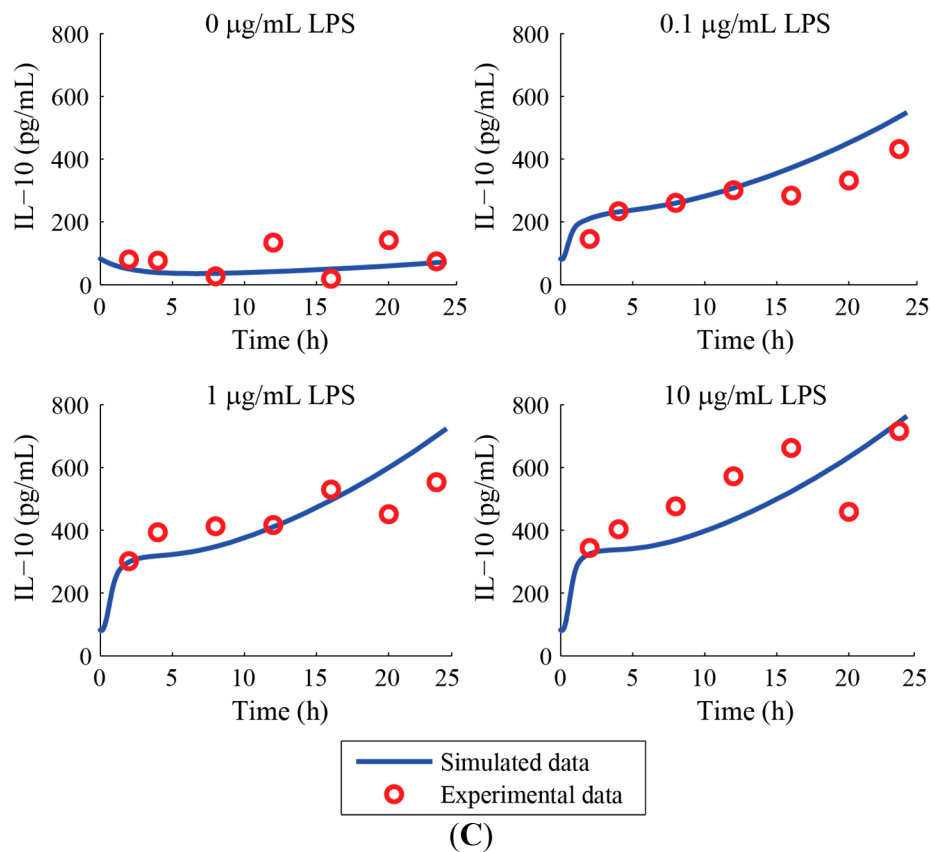 0 μg/mL LPS
0.1 μg/mL LPS
800
600
400
200
0
IL−10 (pg/mL)
0 5 10 15 20 25
Time (h)
800
600
400
200
0
IL−10 (pg/mL)
0 5 10 15 20 25
Time (h)
1 μg/mL LPS
10 μg/mL LPS
800
600
400
200
0
IL−10 (pg/mL)
0 5 10 15 20 25
Time (h)
800
600
400
200
0
IL−10 (pg/mL)
0 5 10 15 20 25
Time (h)
Simulated data
Experimental data
(C)